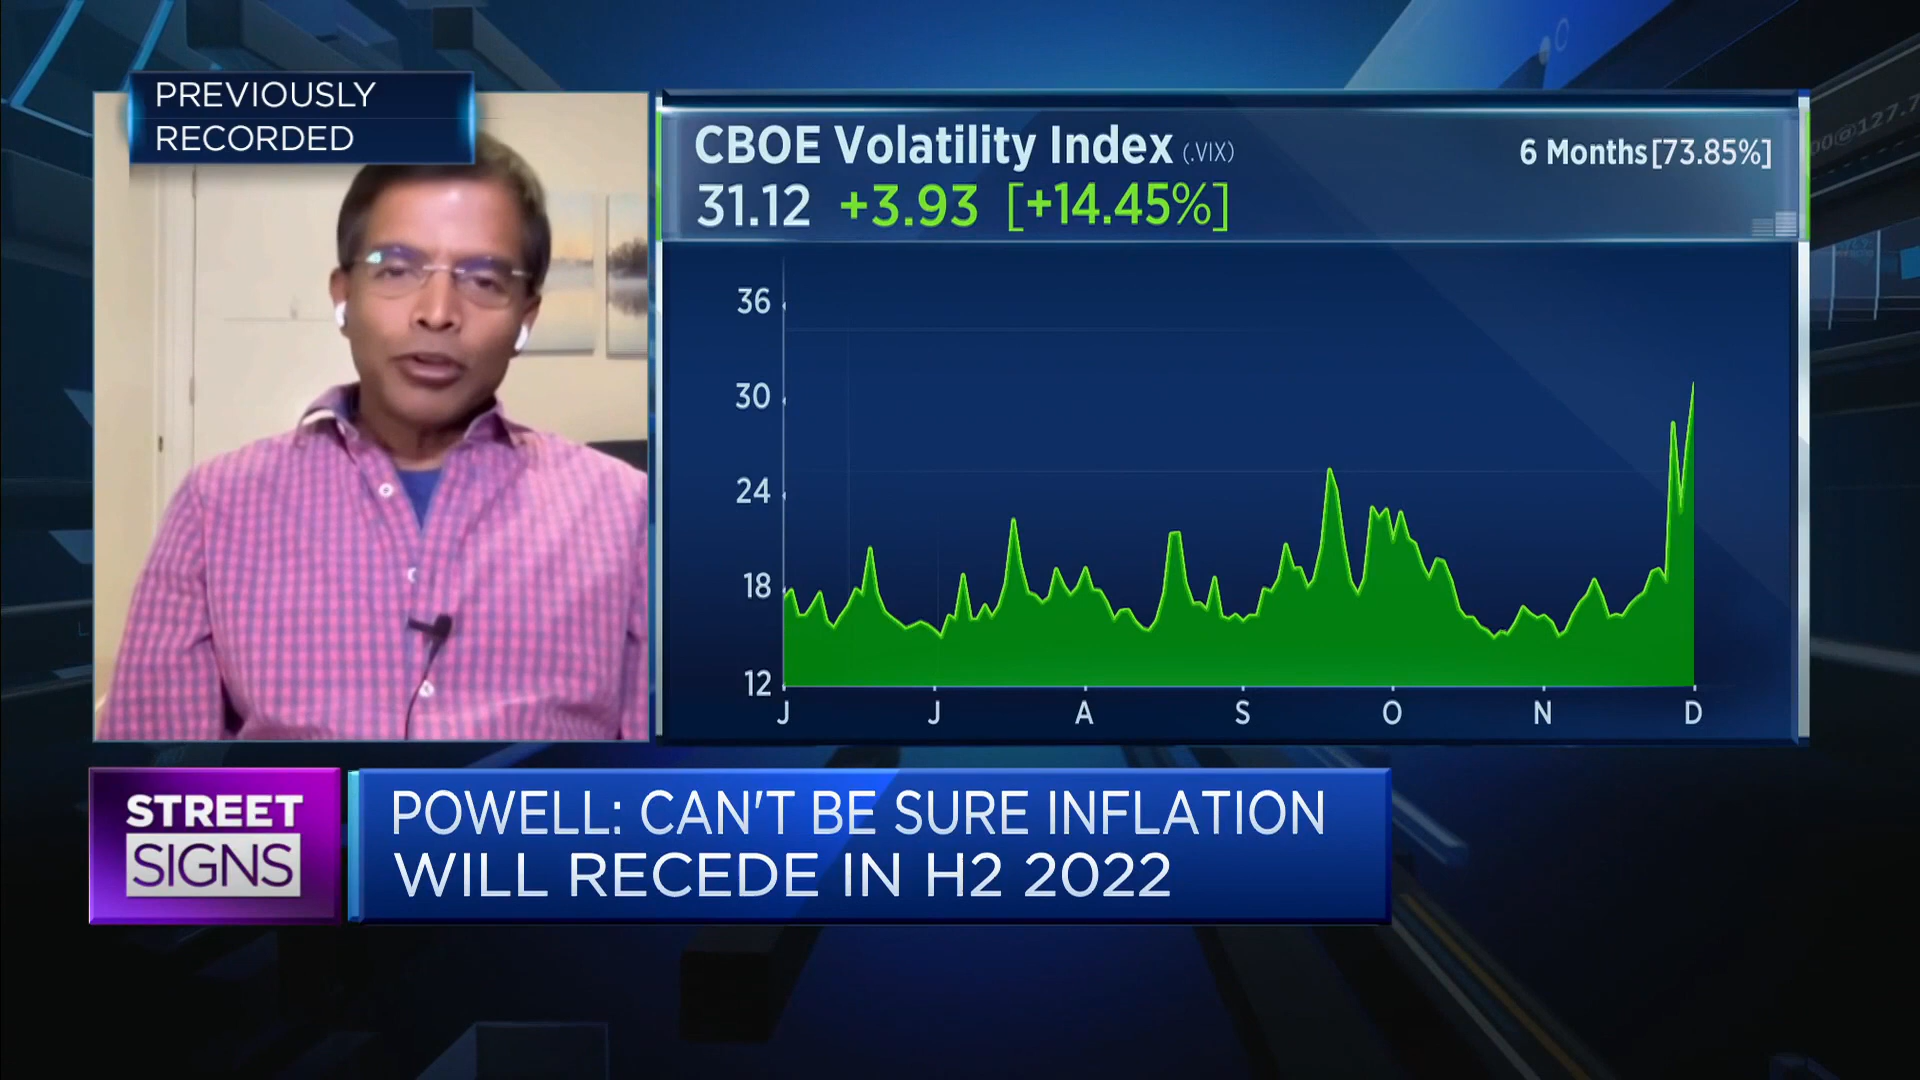 PREVIOUSLY
RECORDED
CBOE Volatility Index (.VIX)
6 Months[73.85%]
31.12 +3.93 [+14.45%]
36
30
24
18
12
J J A S O N D
STREET
SIGNS
POWELL: CAN'T BE SURE INFLATION
WILL RECEDE IN H2 2022